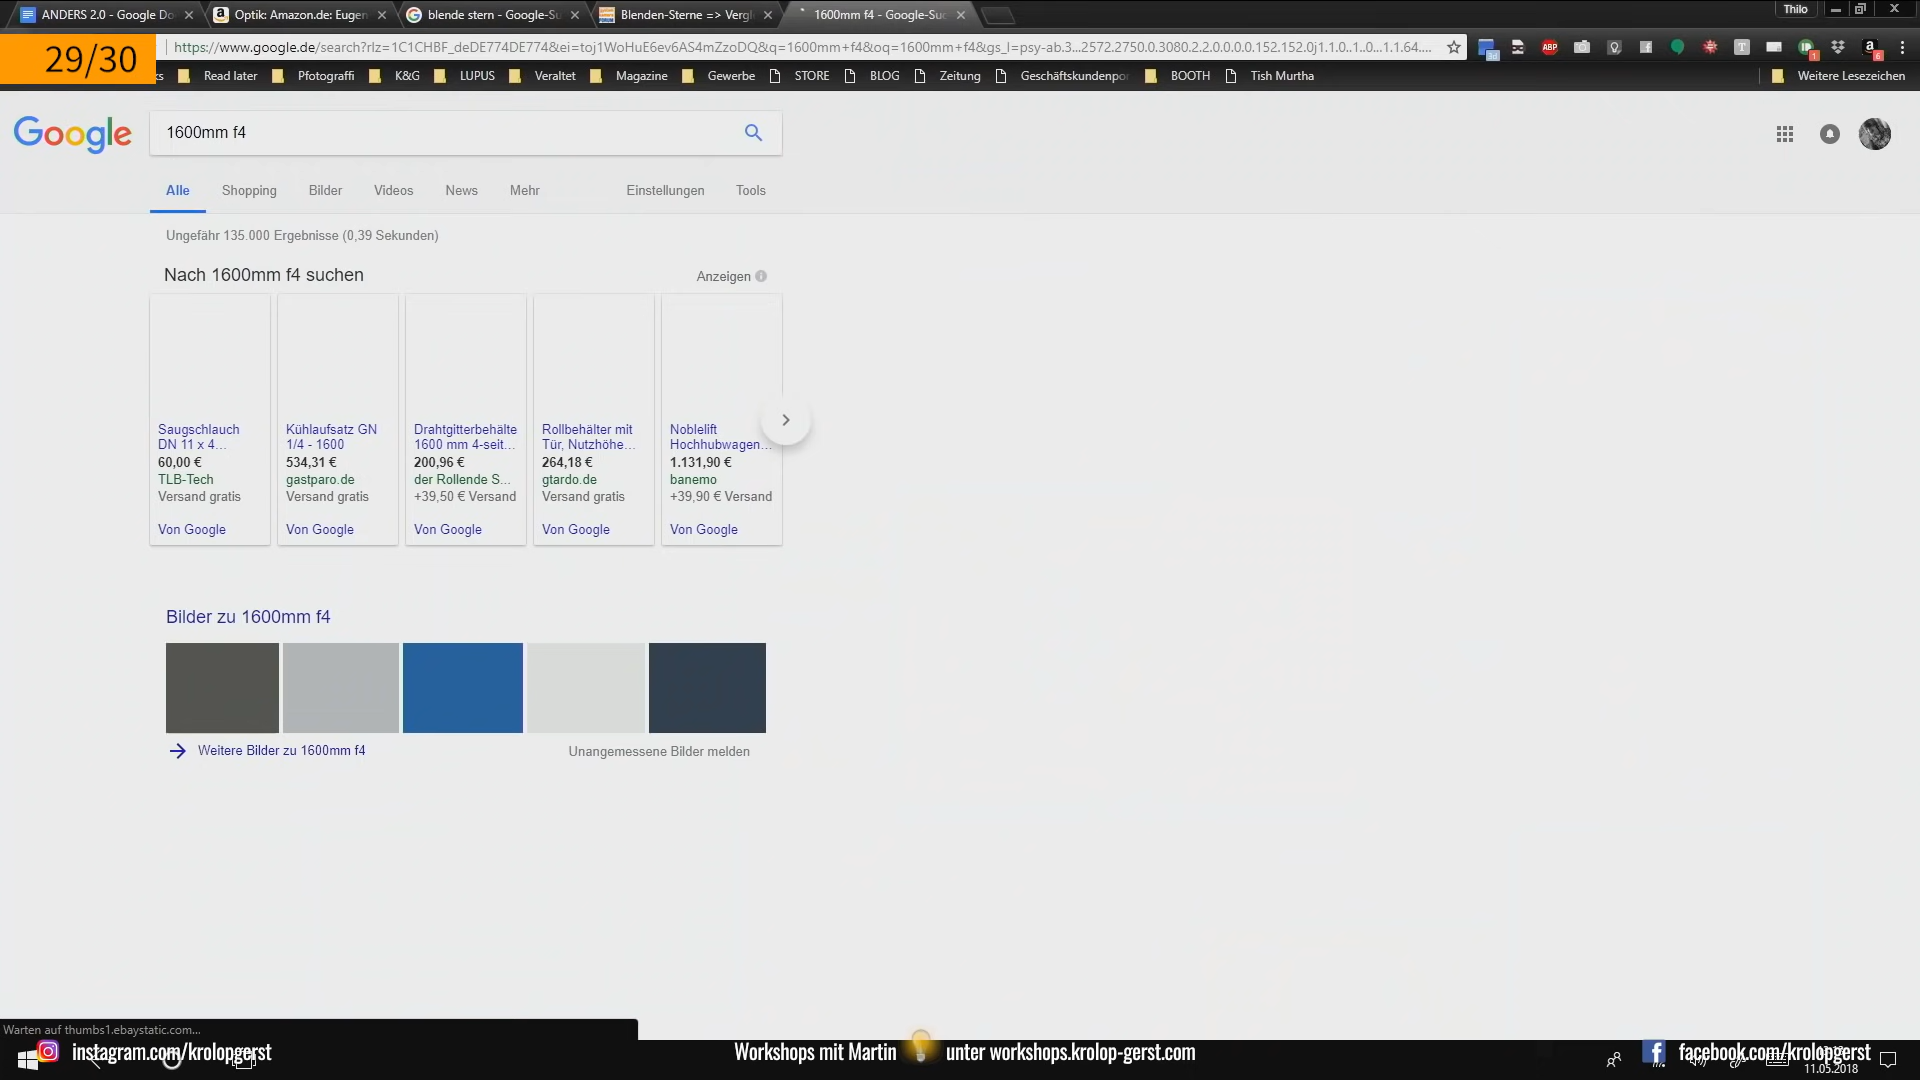 ANDERS 2.0 - Google Do
Optik: Amazon.de: Eugen
blende stern - Google-Su
Blenden-Sterne => Vergl
1600mm f4 - Google-Suc
Thilo
29/30
https://www.google.de/search?rlz=1C1CHBF_deDE774DE774&ei=toj1WoHuE6ev6AS4mZzoDQ&q=1600mm+f4&oq=1600mm+f4&gs_l=psy-ab.3...2572.2750.0.3080.2.2.0.0.0.0.152.152.0j1.1.0..1..0...1.1.64....
Read later
Pfotograffi
K&G
LUPUS
Veraltet
Magazine
Gewerbe
STORE
BLOG
Zeitung
Geschäftskundenpor
BOOTH
Tish Murtha
Weitere Lesezeichen
Google
1600mm f4
Alle
Shopping
Bilder
Videos
News
Mehr
Einstellungen
Tools
Ungefähr 135.000 Ergebnisse (0,39 Sekunden)
Nach 1600mm f4 suchen
Anzeigen
Saugschlauch
DN 11 x 4...
60,00 €
TLB-Tech
Versand gratis
Von Google
Kühlaufsatz GN
1/4 - 1600
534,31 €
gastparo.de
Versand gratis
Von Google
Drahtgitterbehälte
1600 mm 4-seit...
200,96 €
der Rollende S...
+39,50 € Versand
Von Google
Rollbehälter mit
Tür, Nutzhöhe...
264,18 €
gtardo.de
Versand gratis
Von Google
Noblelift
Hochhubwagen...
1.131,90 €
banemo
+39,90 € Versand
Von Google
Bilder zu 1600mm f4
Weitere Bilder zu 1600mm f4
Unangemessene Bilder melden
Warten auf thumbs1.ebaystatic.com...
instagram.com/krolopgerst
Workshops mit Martin unter workshops.krolop-gerst.com
facebook.com/krolopgerst
11.05.2018